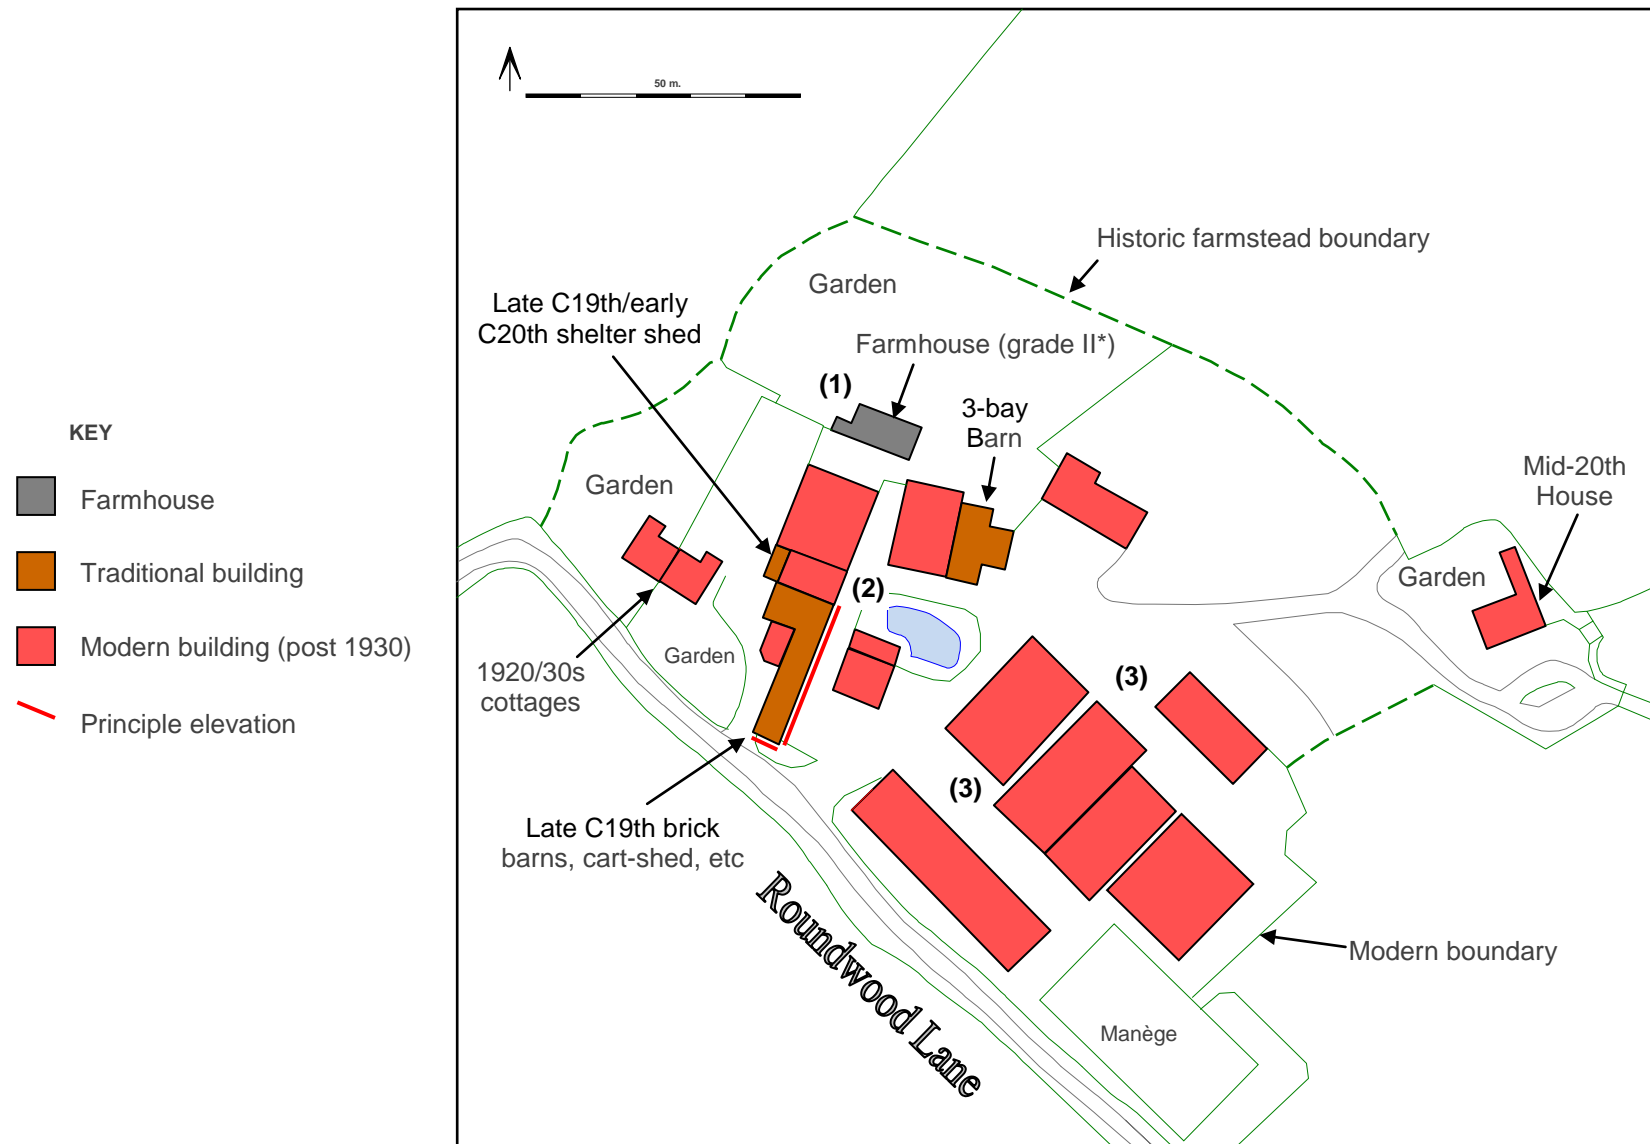 50 m.
Historic farmstead boundary
Garden
Late C19th/early
C20th shelter shed
Farmhouse (grade II*)
(1)
3-bay
Barn
KEY
Farmhouse
Traditional building
Modern building (post 1930)
Principle elevation
Garden
Mid-20th
House
Garden
(2)
Garden
1920/30s
cottages
(3)
(3)
Late C19th brick
barns, cart-shed, etc
Roundwood Lane
Modern boundary
Manège